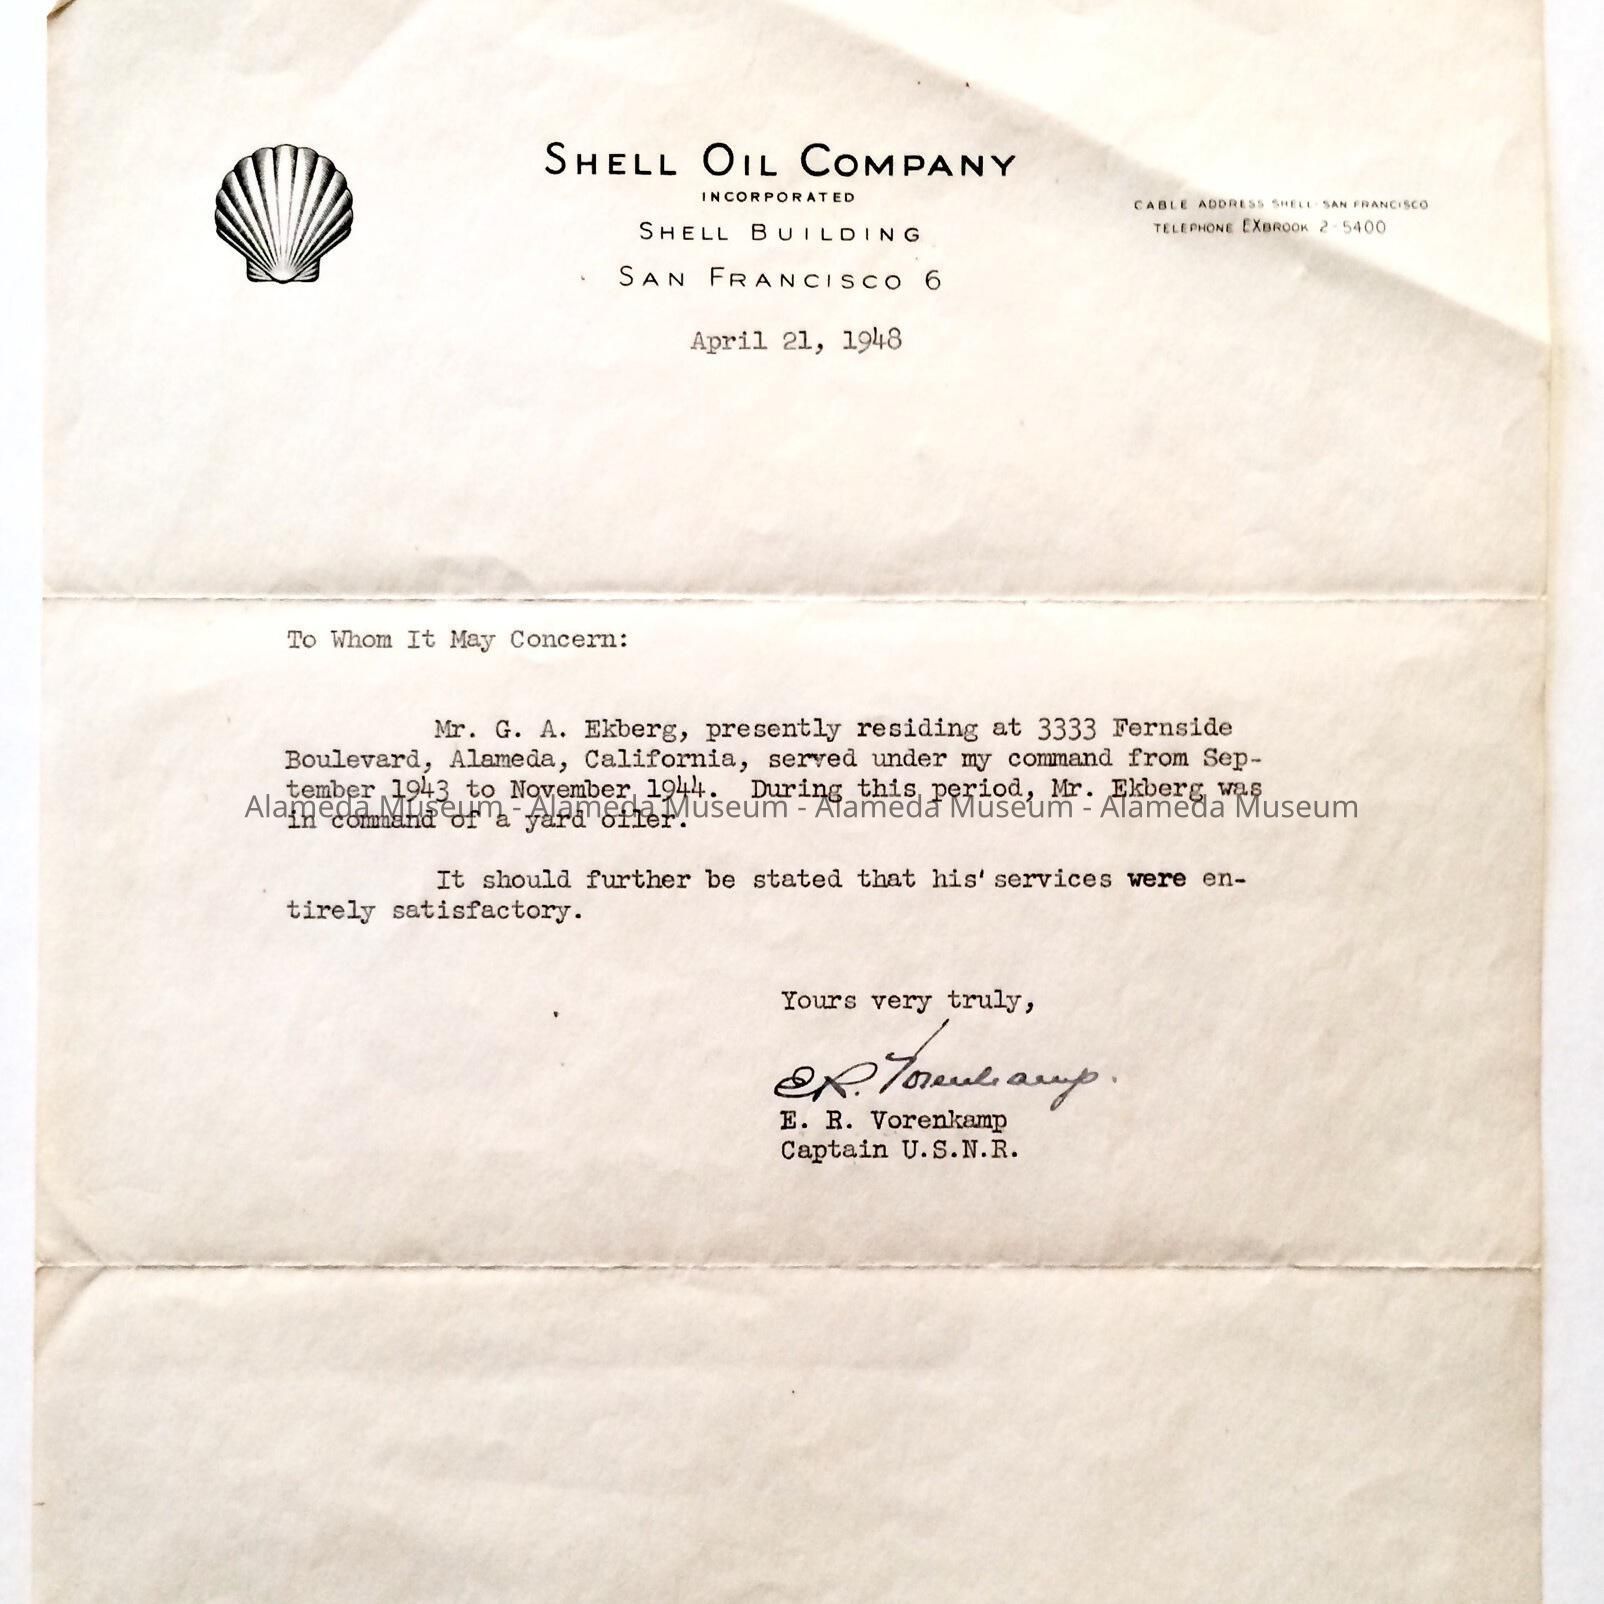 SHELL OIL COMPANY
INCORPORATED
SHELL BUILDING
SAN FRANCISCO 6
CABLE ADDRESS SHELL SAN FRANCISCO
TELEPHONE EXBROOK 2-5400
April 21, 1948
To Whom It May Concern:
Mr. G. A. Ekberg, presently residing at 3333 Fernside
Boulevard, Alameda, California, served under my command from Sep-
tember 1943 to November 1944. During this period, Mr. Ekberg was
Alameda Museum - Alameda Museum - Alameda Museum - Alameda Museum
in command of a yard oiler.
It should further be stated that his' services were en-
tirely satisfactory.
Yours very truly,
E.R. Vorenkamp.
E. R. Vorenkamp
Captain U.S.N.R.